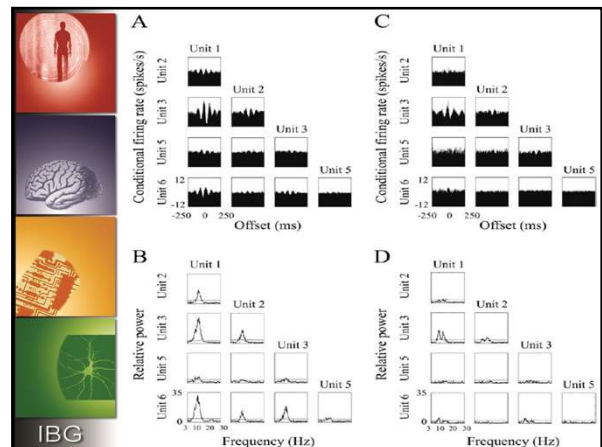 A
Unit 1
Conditional firing rate (spikes/s)
Unit 2
Unit 2
Unit 3
Unit 3
Unit 5
Unit 5
Unit 6
12
-12
-250 0 250
Offset (ms)
C
Unit 1
Conditional firing rate (spikes/s)
Unit 2
Unit 2
Unit 3
Unit 3
Unit 5
Unit 5
Unit 6
12
-12
-250 0 250
Offset (ms)
B
Unit 1
Relative power
Unit 2
Unit 2
Unit 3
Unit 3
Unit 5
Unit 5
Unit 6
35
0
3 10 30
Frequency (Hz)
D
Unit 1
Relative power
Unit 2
Unit 2
Unit 3
Unit 3
Unit 5
Unit 5
Unit 6
35
0
3 10 30
Frequency (Hz)
IBG